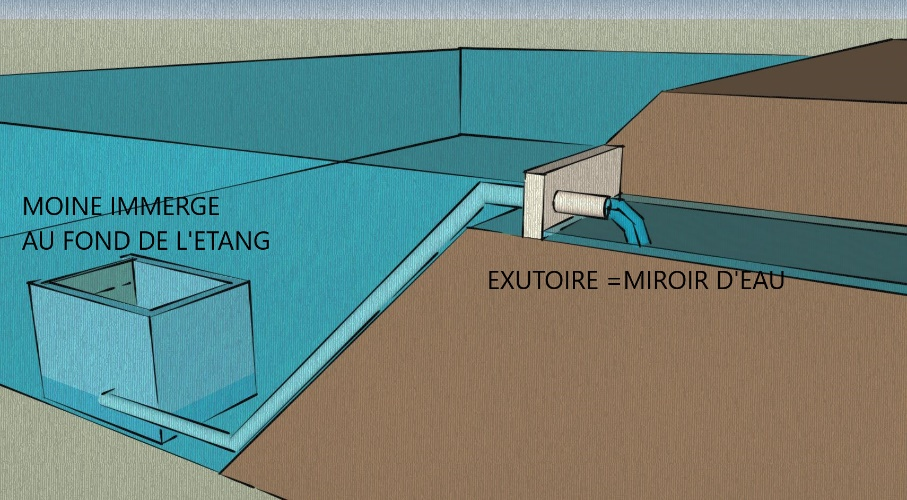 MOINE IMMERGE
AU FOND DE L'ETANG
EXUTOIRE =MIROIR D'EAU